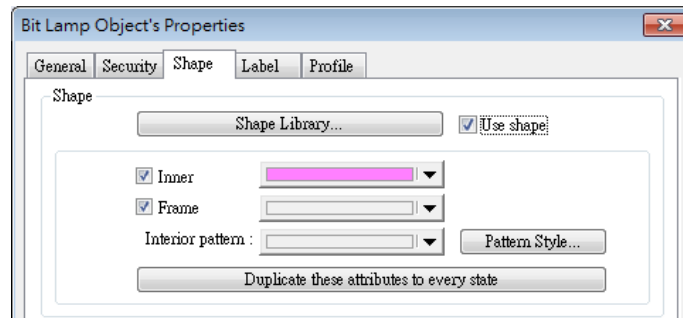 Bit Lamp Object's Properties
General Security Shape Label Profile
Shape
Shape Library... Use shape
Inner
Frame
Interior pattern : Pattern Style...
Duplicate these attributes to every state